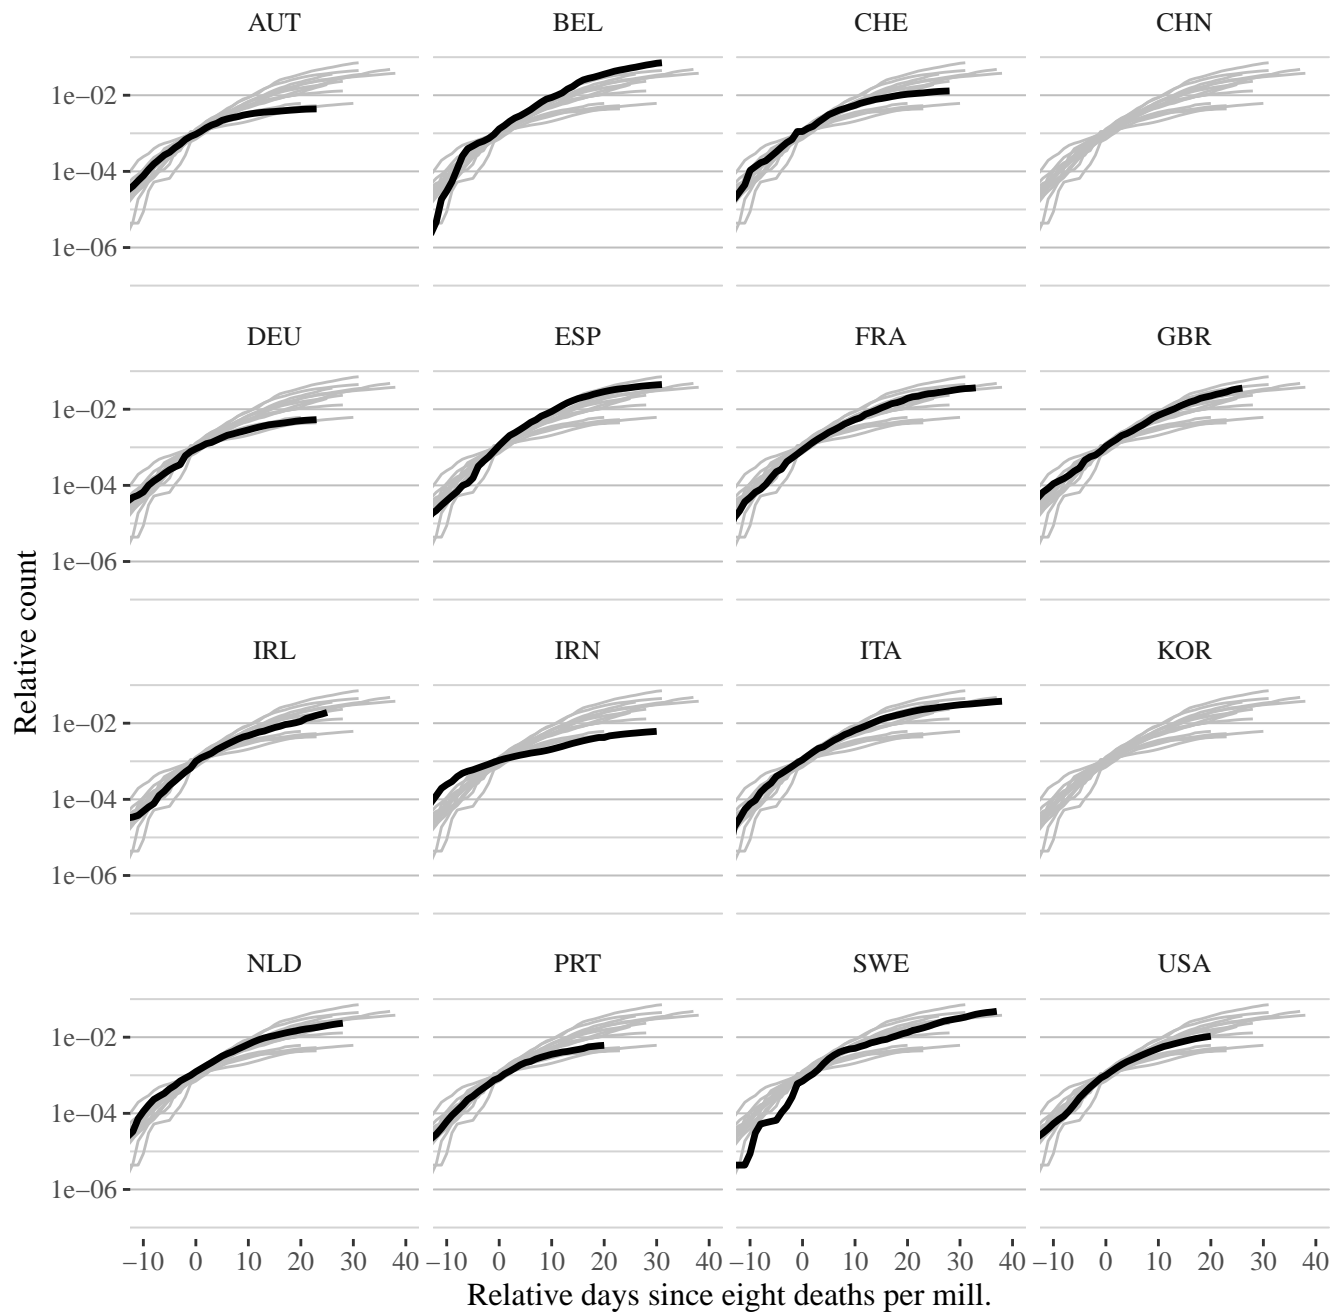 AUT BEL CHE CHN
1e−02
1e−04
1e−06
DEU ESP FRA GBR
1e−02
1e−04
1e−06
Relative count
IRL IRN ITA KOR
1e−02
1e−04
1e−06
NLD PRT SWE USA
1e−02
1e−04
1e−06
−10 0 10 20 30 40 −10 0 10 20 30 40 −10 0 10 20 30 40 −10 0 10 20 30 40
Relative days since eight deaths per mill.